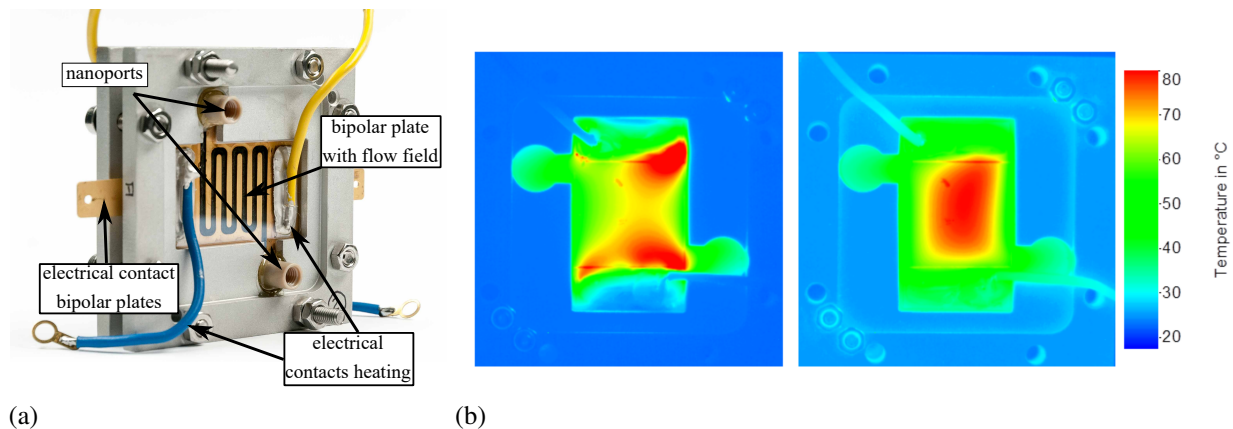 nanoports
bipolar plate
with flow field
electrical contact
bipolar plates
electrical
contacts heating
80
70
60
50
40
30
20
Temperature in °C
(a)
(b)